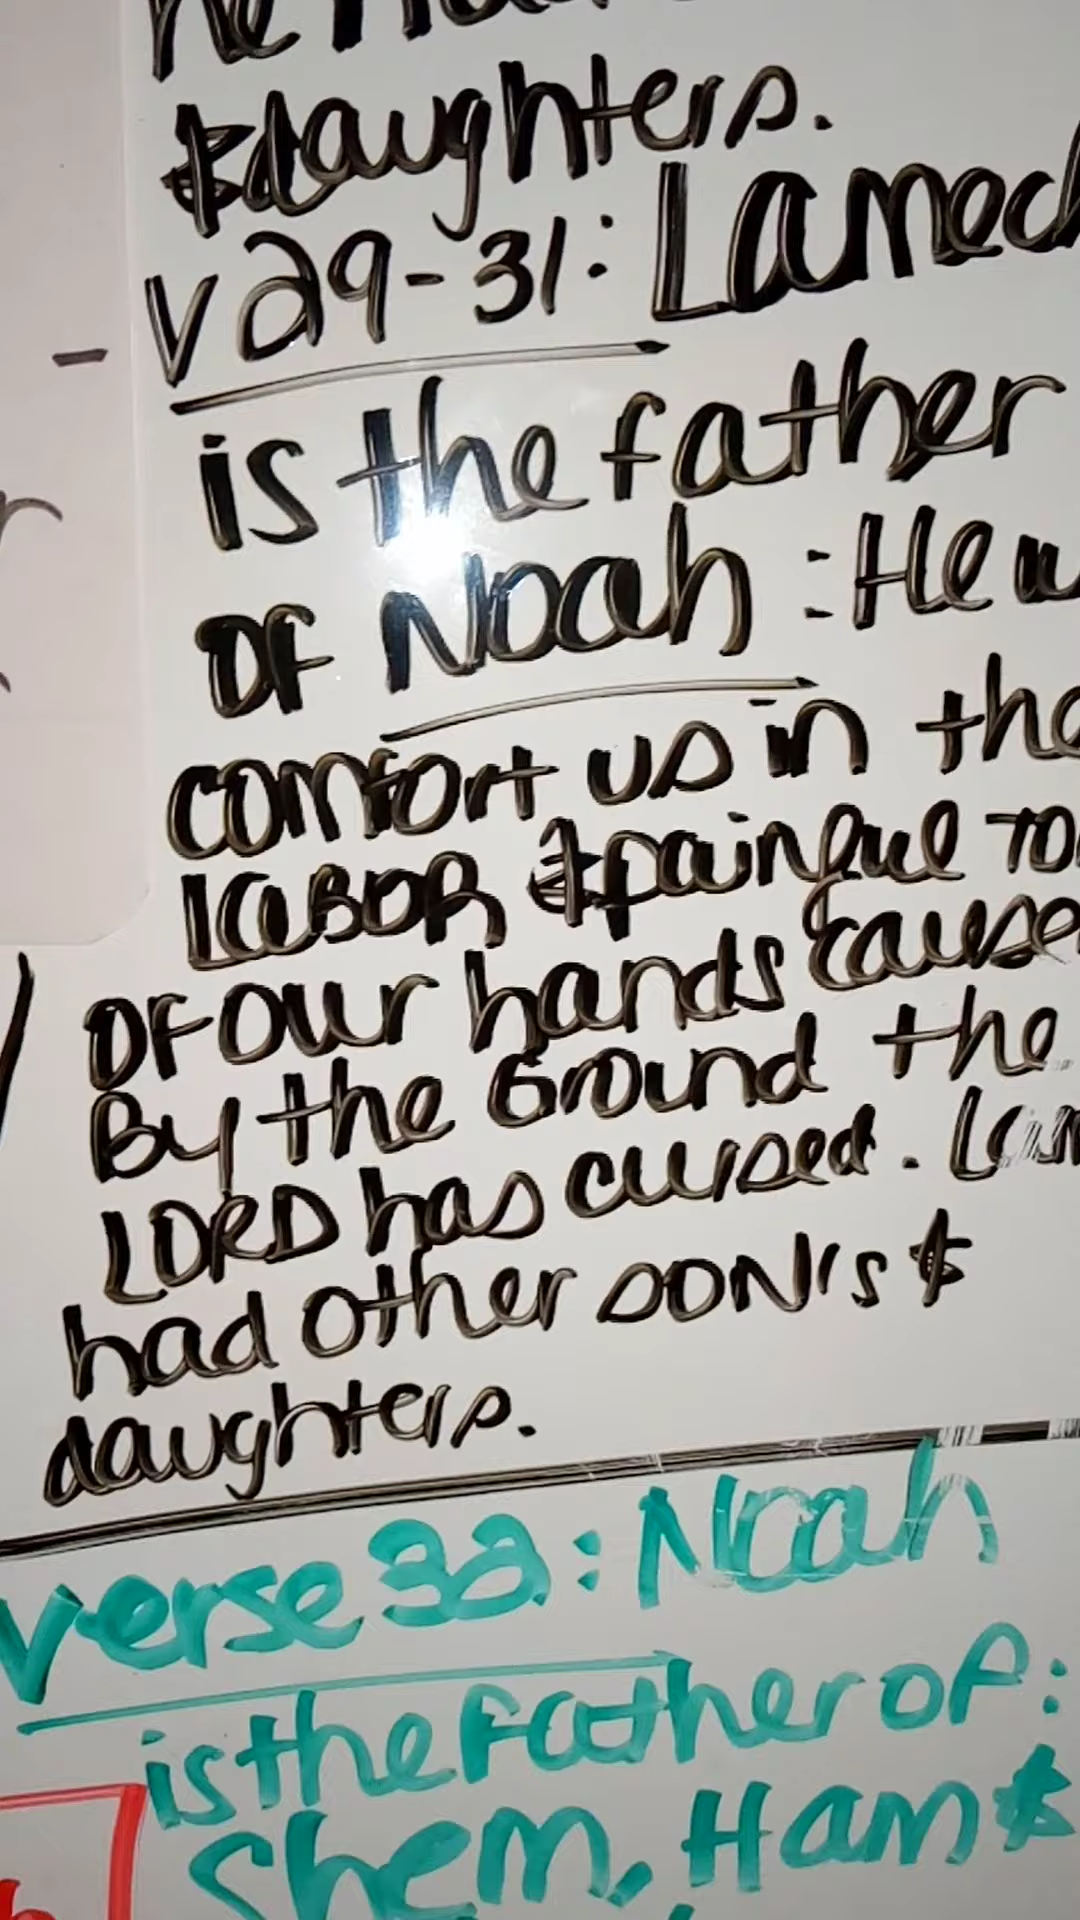 & daughters.
V 29-31: Lamech
is the father
of Noah : He
comfort us in the
labor & painful
of our hands cause
By the Ground the
LORD has cursed.
had other son's &
daughters.
Verse 32: Noah
is the father of:
Shem, Ham &